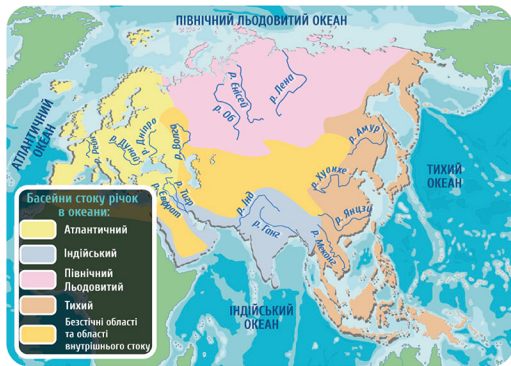 ПІВНІЧНИЙ ЛЬОДОВИТИЙ ОКЕАН
АТЛАНТИЧНИЙ
ОКЕАН
р. Рейн
р. Дунай
р. Дніпро
р. Волга
р. Об
р. Єнісей
р. Лена
р. Амур
р. Хуанхе
р. Янцзи
р. Меконг
р. Інд
р. Ганг
р. Тигр
р. Євфрат
ТИХИЙ
ОКЕАН
ІНДІЙСЬКИЙ
ОКЕАН
Басейни стоку річок
в океани:
Атлантичний
Індійський
Північний
Льодовитий
Тихий
Безстічні області
та області
внутрішнього стоку